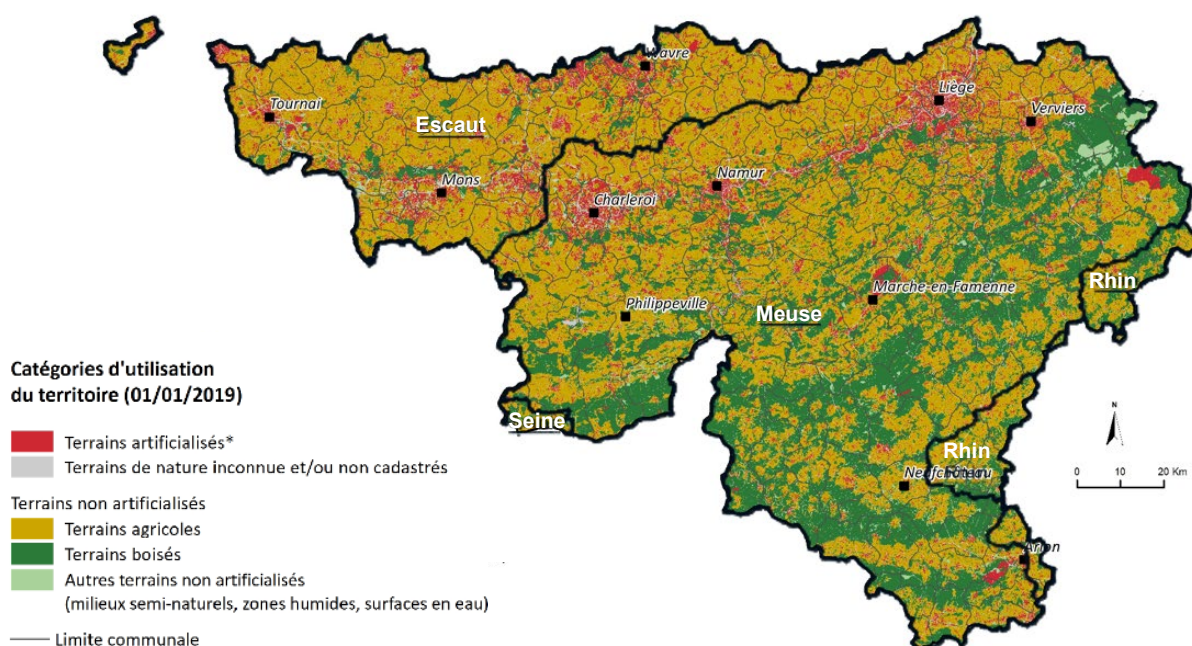 Wavre
Liège
Tournai
Verviers
Escaut
Namur
Mons
Charleroi
Rhin
Marche-en-Famenne
Philippeville
Meuse
Catégories d'utilisation
du territoire (01/01/2019)
Seine
N
Terrains artificialisés*
Rhin
0 10 20 Km
Terrains de nature inconnue et/ou non cadastrés
Neufchâteau
Terrains non artificialisés
Terrains agricoles
Terrains boisés
Arlon
Autres terrains non artificialisés
(milieux semi-naturels, zones humides, surfaces en eau)
Limite communale